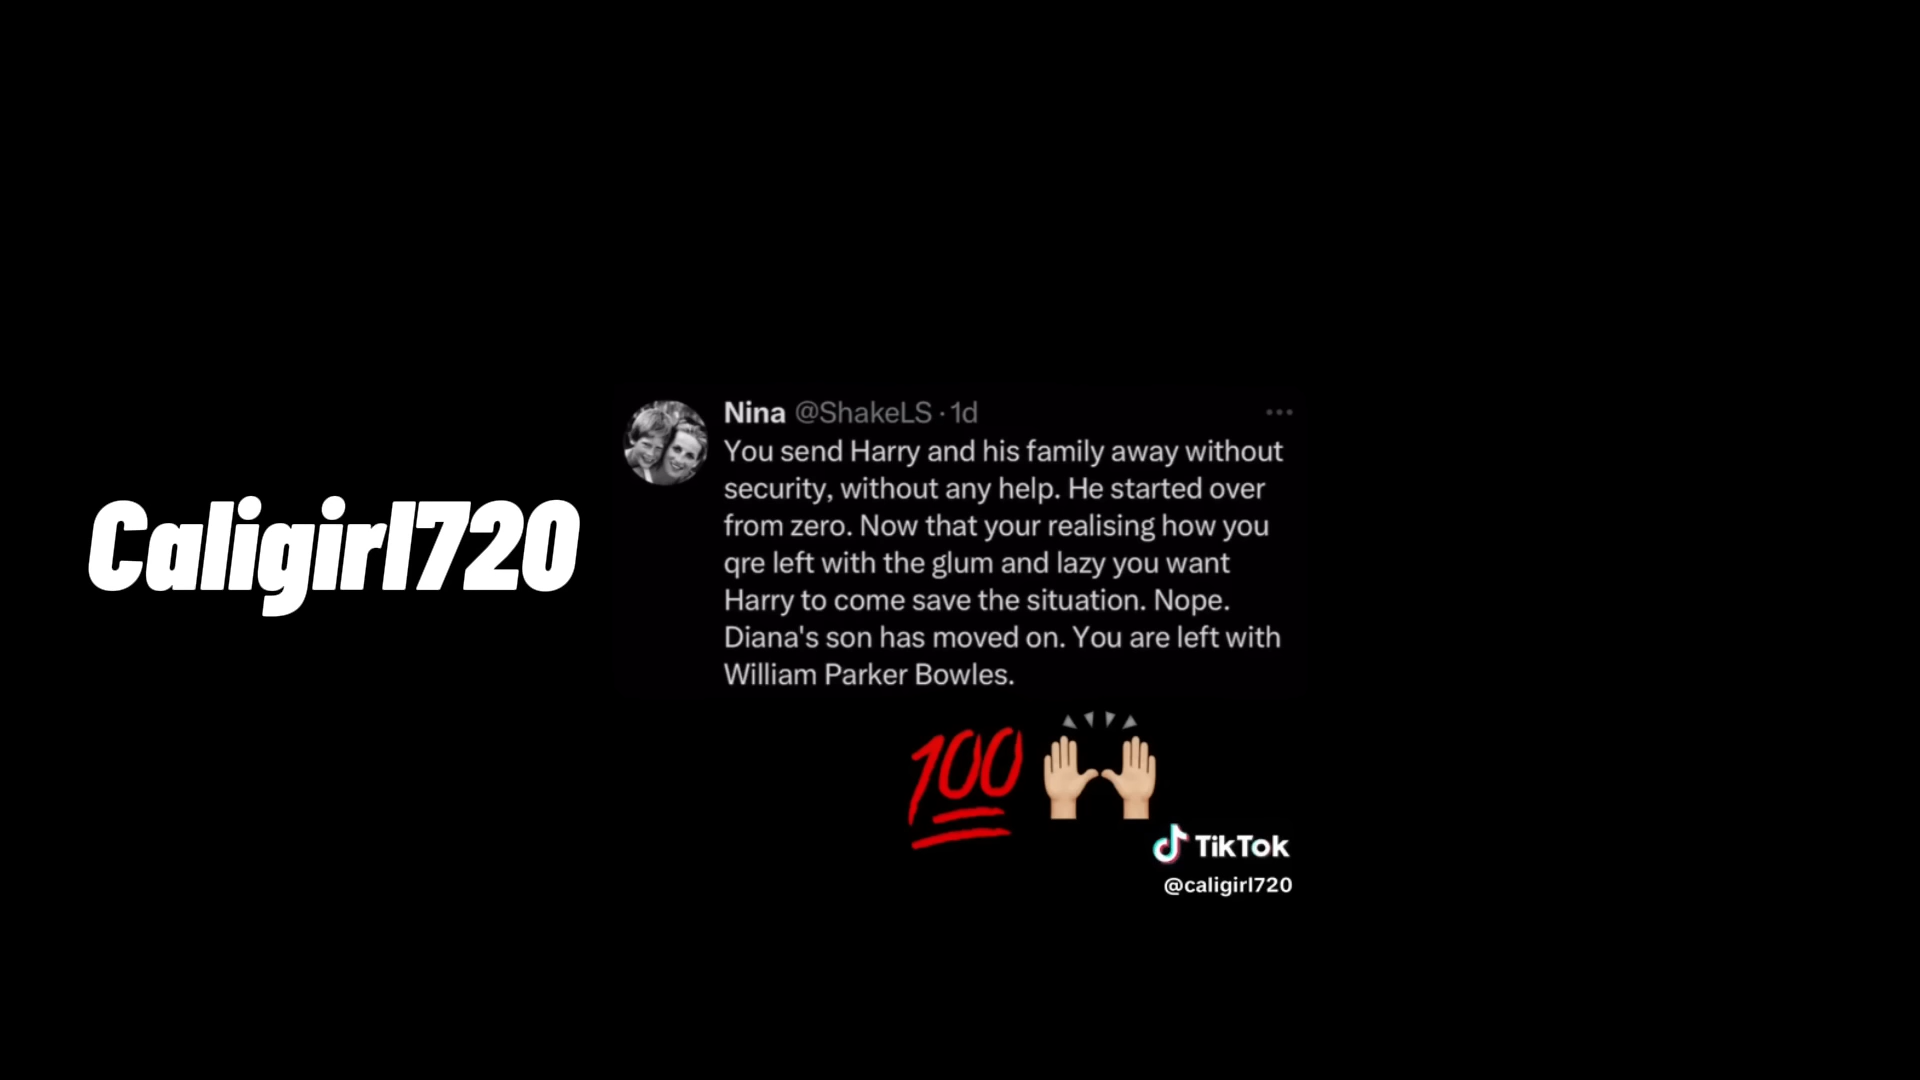 Caligirl720
Nina @ShakeLS · 1d
You send Harry and his family away without
security, without any help. He started over
from zero. Now that your realising how you
qre left with the glum and lazy you want
Harry to come save the situation. Nope.
Diana's son has moved on. You are left with
William Parker Bowles.
100
TikTok
@caligirl720